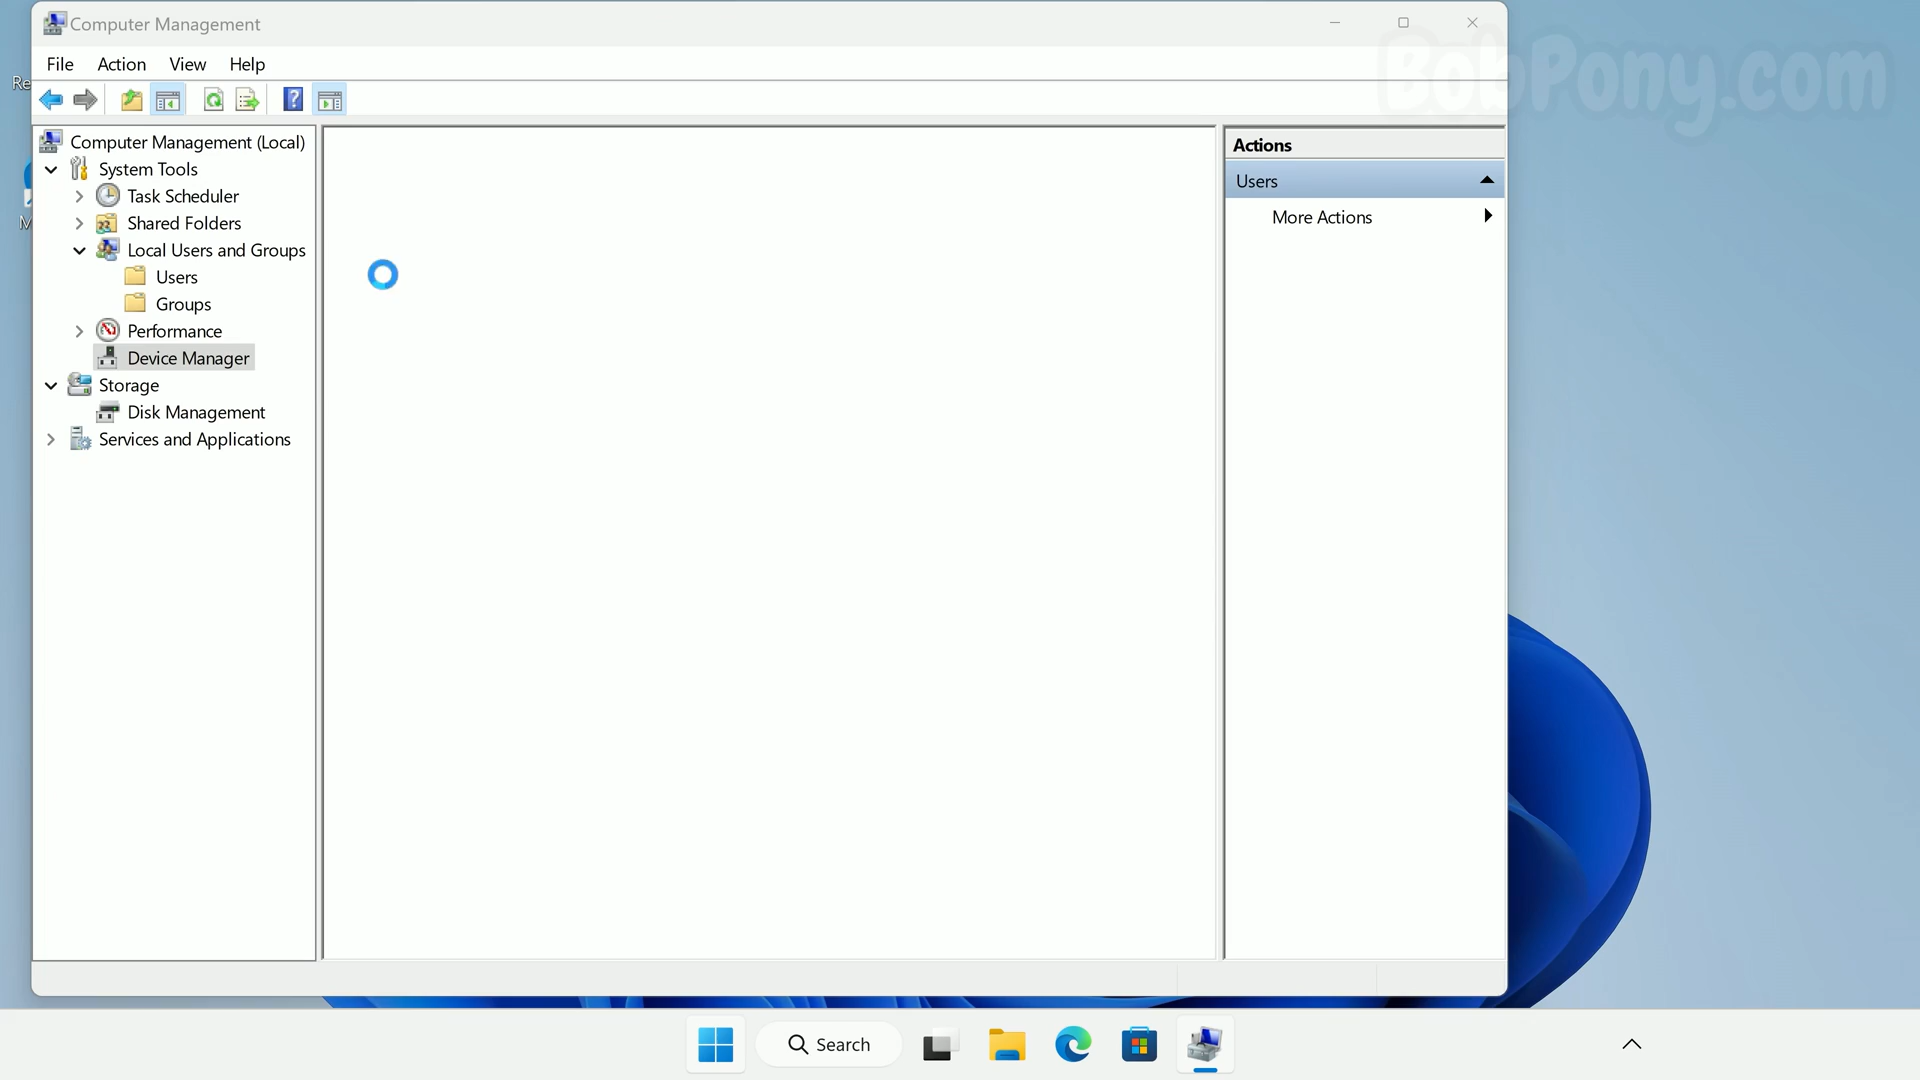 Computer Management
BobPony.com
File Action View Help
Re
Computer Management (Local)
System Tools
Task Scheduler
Shared Folders
M
Local Users and Groups
Users
Groups
Performance
Device Manager
Storage
Disk Management
Services and Applications
Actions
Users
More Actions
Search